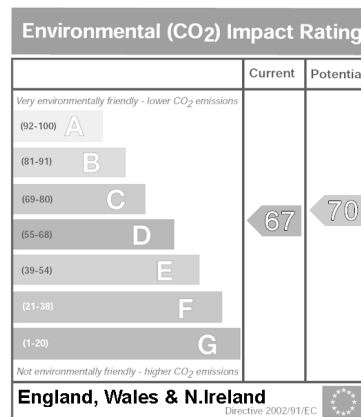 Environmental (CO2) Impact Rating
Current Potentia
Very environmentally friendly - lower CO2 emissions
(92-100) A
(81-91) B
(69-80) C
(55-68) D
(39-54) E
(21-38) F
(1-20) G
67 70
Not environmentally friendly - higher CO2 emissions
England, Wales & N.Ireland
Directive 2002/91/EC